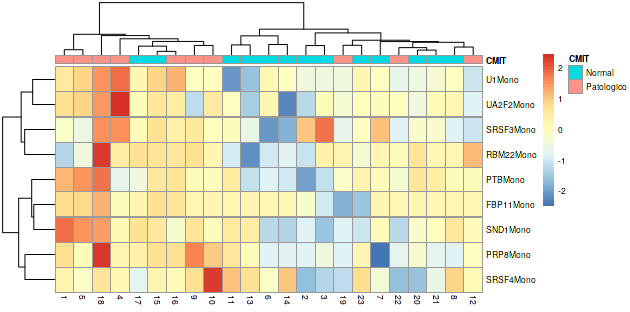 CMIT
U1Mono
UA2F2Mono
SRSF3Mono
RBM22Mono
PTBMono
FBP11Mono
SND1Mono
PRP8Mono
SRSF4Mono
1 5 18 4 17 15 16 9 10 11 13 6 14 2 3 19 23 7 22 20 21 8 12
2
1
0
-1
-2
CMIT
Normal
Patologico